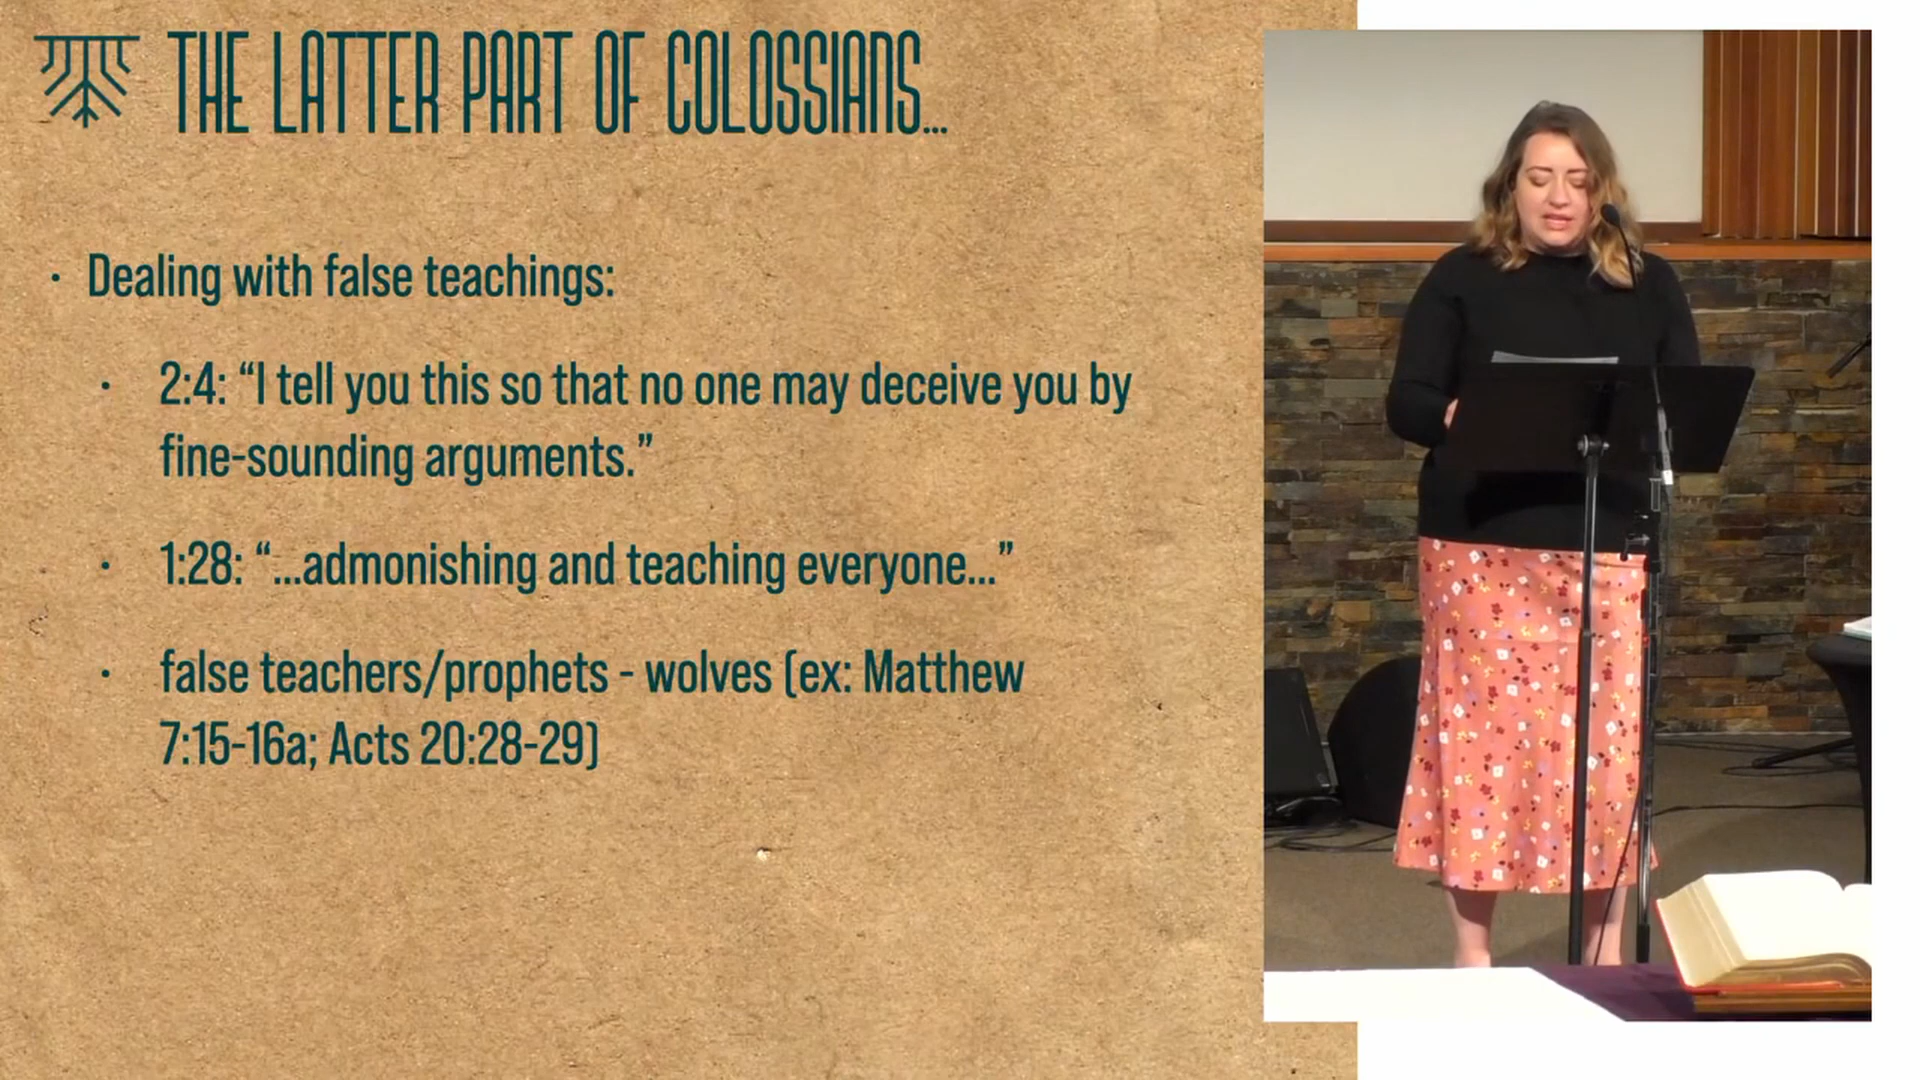 THE LATTER PART OF COLOSSIANS...
· Dealing with false teachings:
· 2:4: “I tell you this so that no one may deceive you by
fine-sounding arguments.”
· 1:28: “...admonishing and teaching everyone...”
· false teachers/prophets - wolves (ex: Matthew
7:15-16a; Acts 20:28-29)